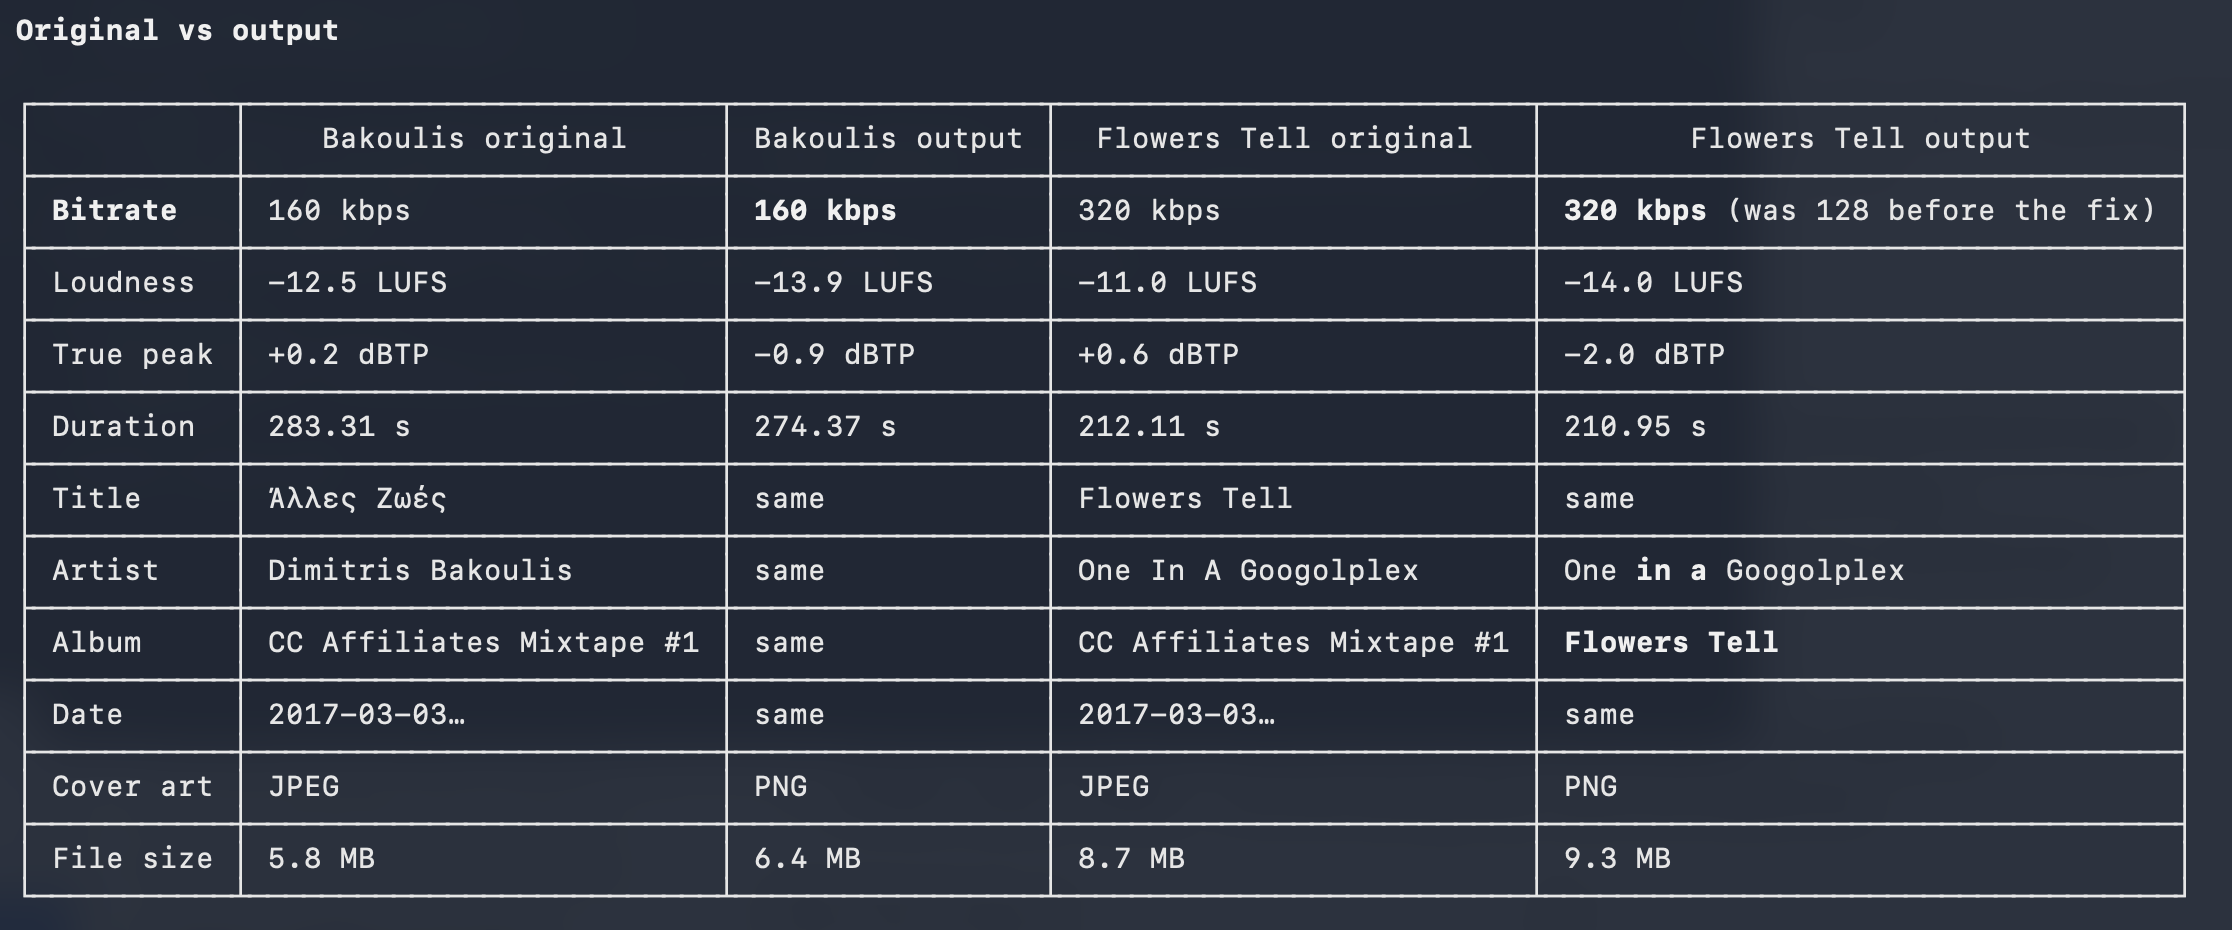 Original vs output
Bakoulis original Bakoulis output Flowers Tell original Flowers Tell output
Bitrate 160 kbps 160 kbps 320 kbps 320 kbps (was 128 before the fix)
Loudness −12.5 LUFS −13.9 LUFS −11.0 LUFS −14.0 LUFS
True peak +0.2 dBTP −0.9 dBTP +0.6 dBTP −2.0 dBTP
Duration 283.31 s 274.37 s 212.11 s 210.95 s
Title Άλλες Ζωές same Flowers Tell same
Artist Dimitris Bakoulis same One In A Googolplex One in a Googolplex
Album CC Affiliates Mixtape #1 same CC Affiliates Mixtape #1 Flowers Tell
Date 2017-03-03… same 2017-03-03… same
Cover art JPEG PNG JPEG PNG
File size 5.8 MB 6.4 MB 8.7 MB 9.3 MB